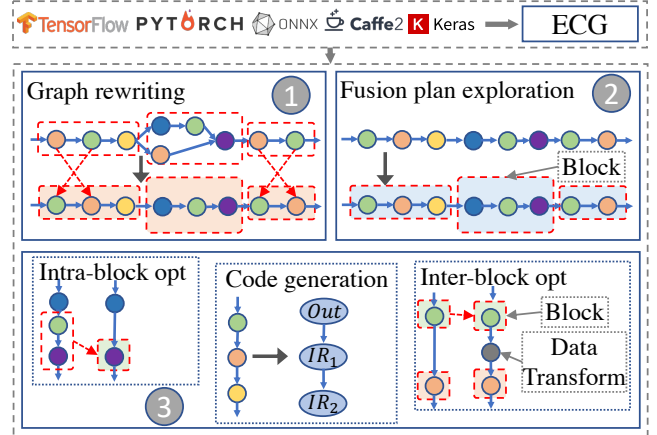 TensorFlow PYTORCH ONNX Caffe2 K Keras ECG
Graph rewriting 1
Fusion plan exploration 2
Block
Intra-block opt
Code generation
Out
IR1
IR2
3
Inter-block opt
Block
Data
Transform